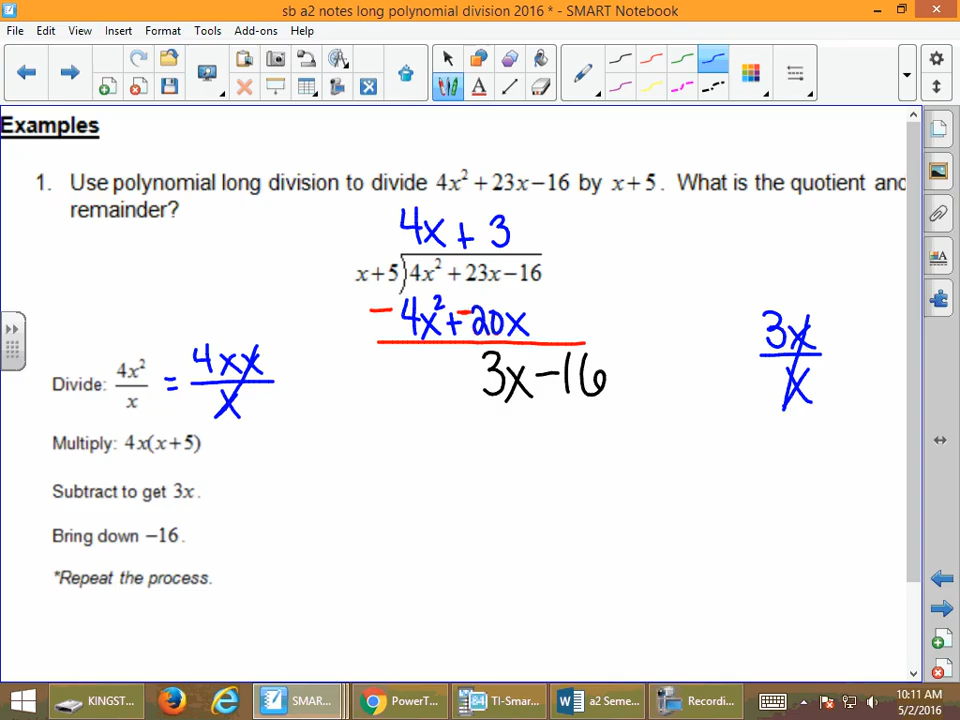 sb a2 notes long polynomial division 2016 * - SMART Notebook
File Edit View Insert Format Tools Add-ons Help
Examples
1. Use polynomial long division to divide 4x² + 23x − 16 by x + 5. What is the quotient and
remainder?
4x + 3
x + 5)4x² + 23x − 16
− 4x² + − 20x
3x − 16
3x
x
Divide: 4x²/x = 4xx/x
Multiply: 4x(x + 5)
Subtract to get 3x.
Bring down −16.
*Repeat the process.
KINGST... SMAR... PowerT... TI-Smar... a2 Seme... Recordi...
10:11 AM
5/2/2016